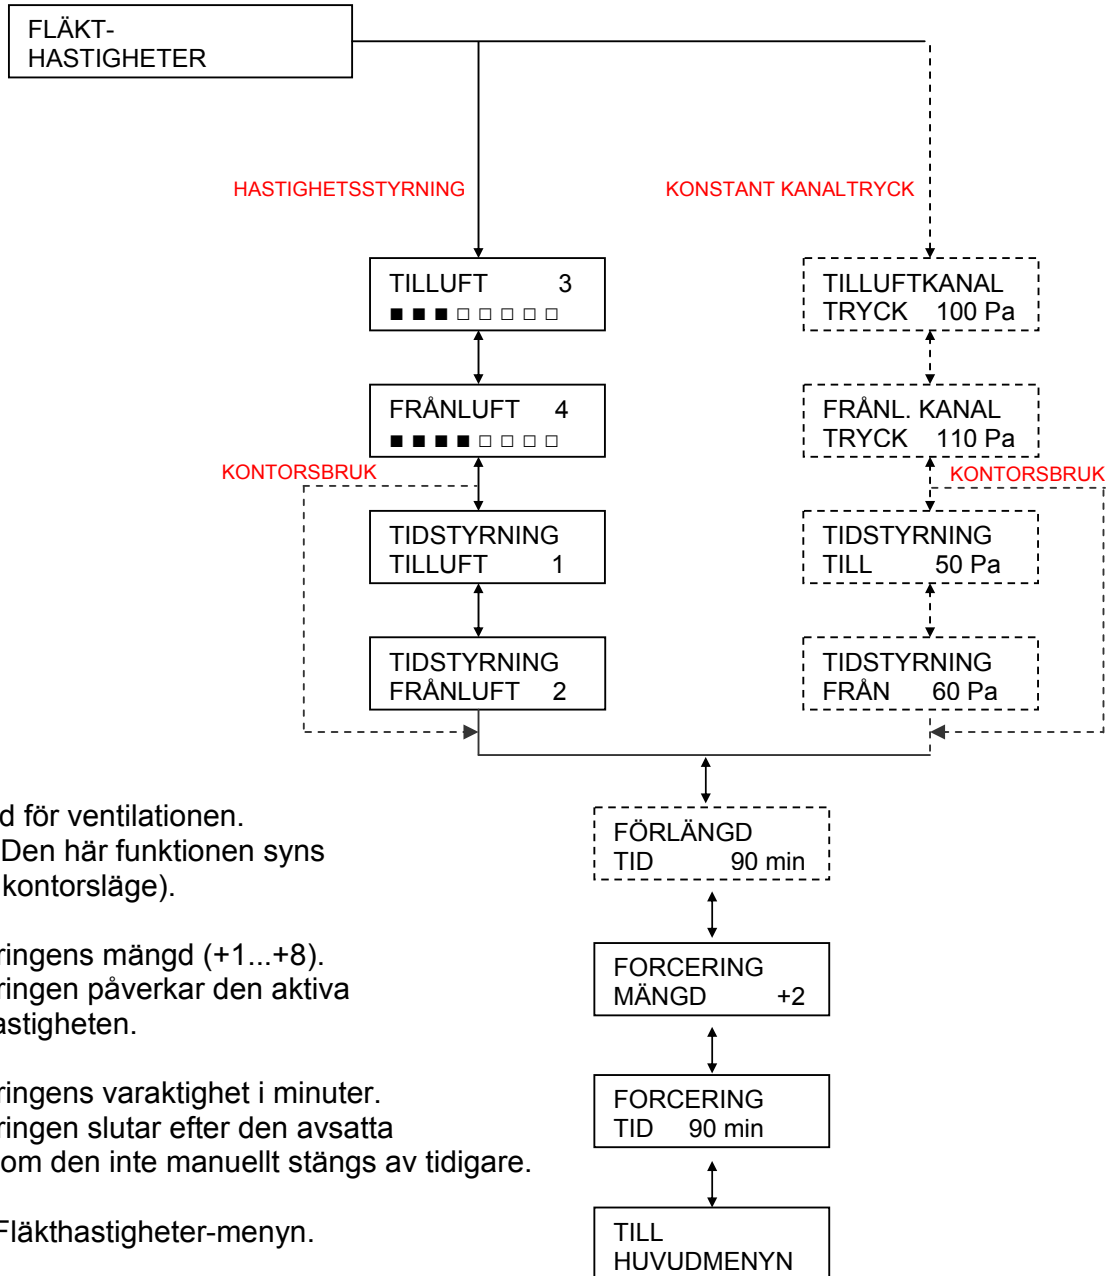 FLÄKT-
HASTIGHETER
HASTIGHETSSTYRNING
KONSTANT KANALTRYCK
TILLUFT 3
■ ■ ■ □ □ □ □ □
TILLUFTKANAL
TRYCK 100 Pa
FRÅNLUFT 4
■ ■ ■ ■ □ □ □ □
FRÅNL. KANAL
TRYCK 110 Pa
KONTORSBRUK
KONTORSBRUK
TIDSTYRNING
TILLUFT 1
TIDSTYRNING
TILL 50 Pa
TIDSTYRNING
FRÅNLUFT 2
TIDSTYRNING
FRÅN 60 Pa
d för ventilationen.
Den här funktionen syns
kontorsläge).
FÖRLÄNGD
TID 90 min
ringens mängd (+1...+8).
ringen påverkar den aktiva
astigheten.
FORCERING
MÄNGD +2
ringens varaktighet i minuter.
ringen slutar efter den avsatta
om den inte manuellt stängs av tidigare.
FORCERING
TID 90 min
Fläkthastigheter-menyn.
TILL
HUVUDMENYN